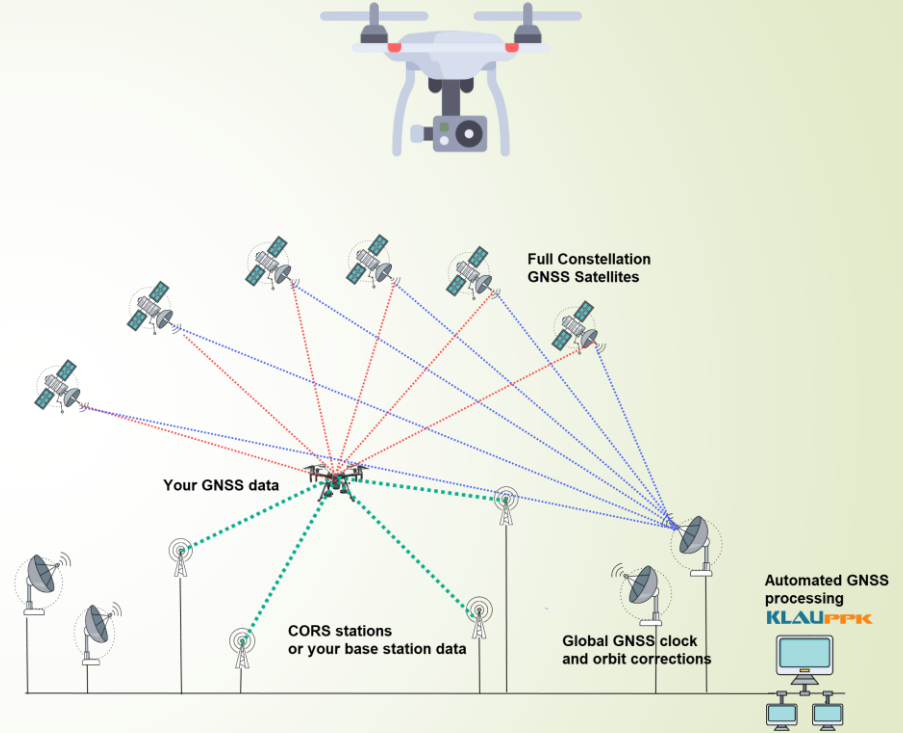 Full Constellation
GNSS Satellites
Your GNSS data
CORS stations
or your base station data
Global GNSS clock
and orbit corrections
Automated GNSS
processing
KLAUPPK